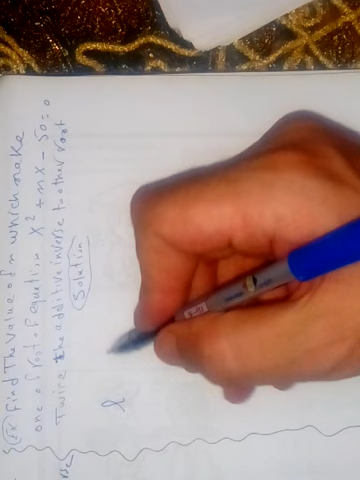 Ex Find The value of n which make
one of root of equation x² + nx - 50 = 0
Twice the additive inverse to other root
Solution
l